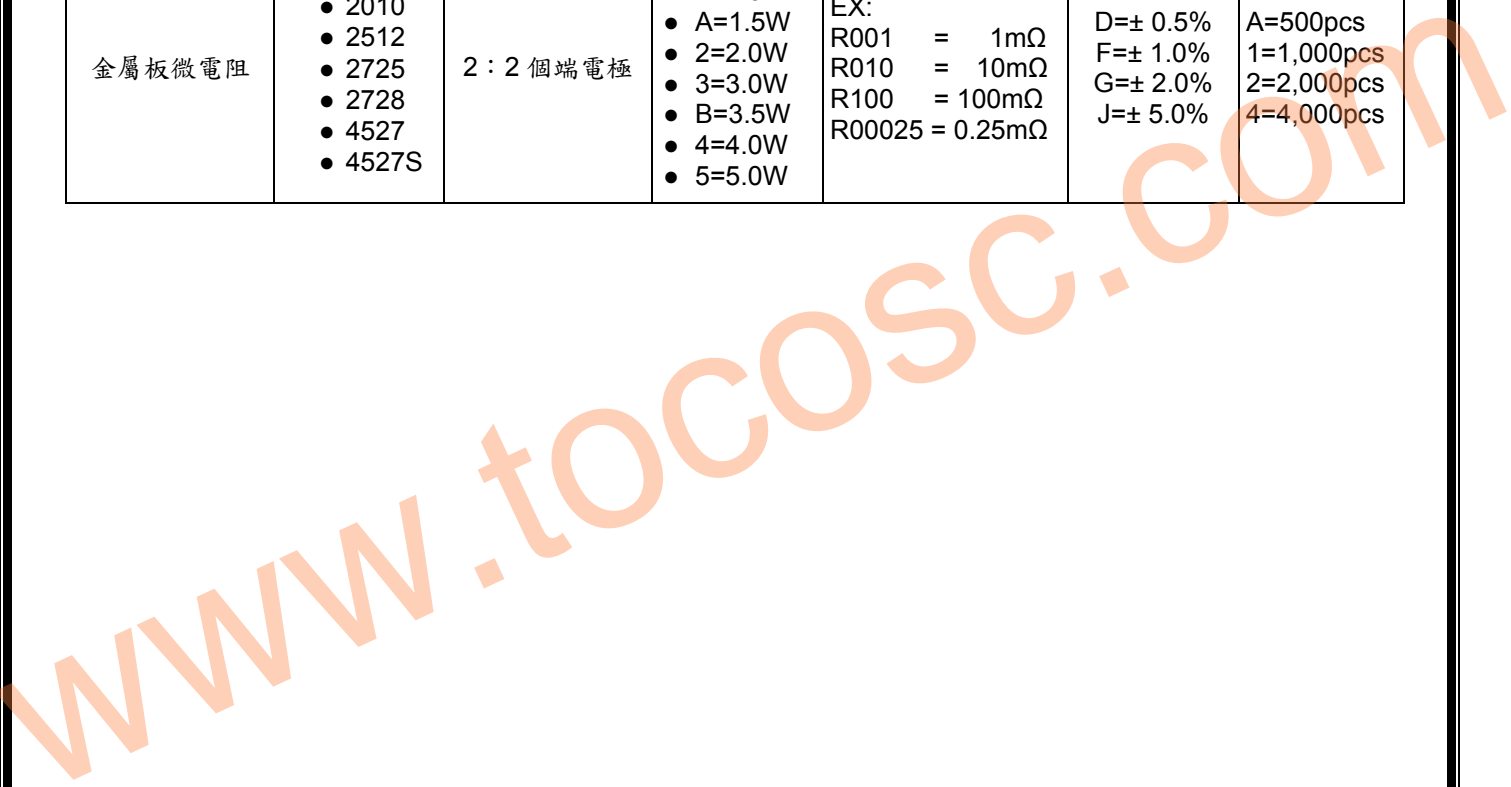 金屬板微電阻
● 2010
● 2512
● 2725
● 2728
● 4527
● 4527S
2：2 個端電極
● A=1.5W
● 2=2.0W
● 3=3.0W
● B=3.5W
● 4=4.0W
● 5=5.0W
EX:
R001 = 1mΩ
R010 = 10mΩ
R100 = 100mΩ
R00025 = 0.25mΩ
D=± 0.5%
F=± 1.0%
G=± 2.0%
J=± 5.0%
A=500pcs
1=1,000pcs
2=2,000pcs
4=4,000pcs
www.tocosc.com